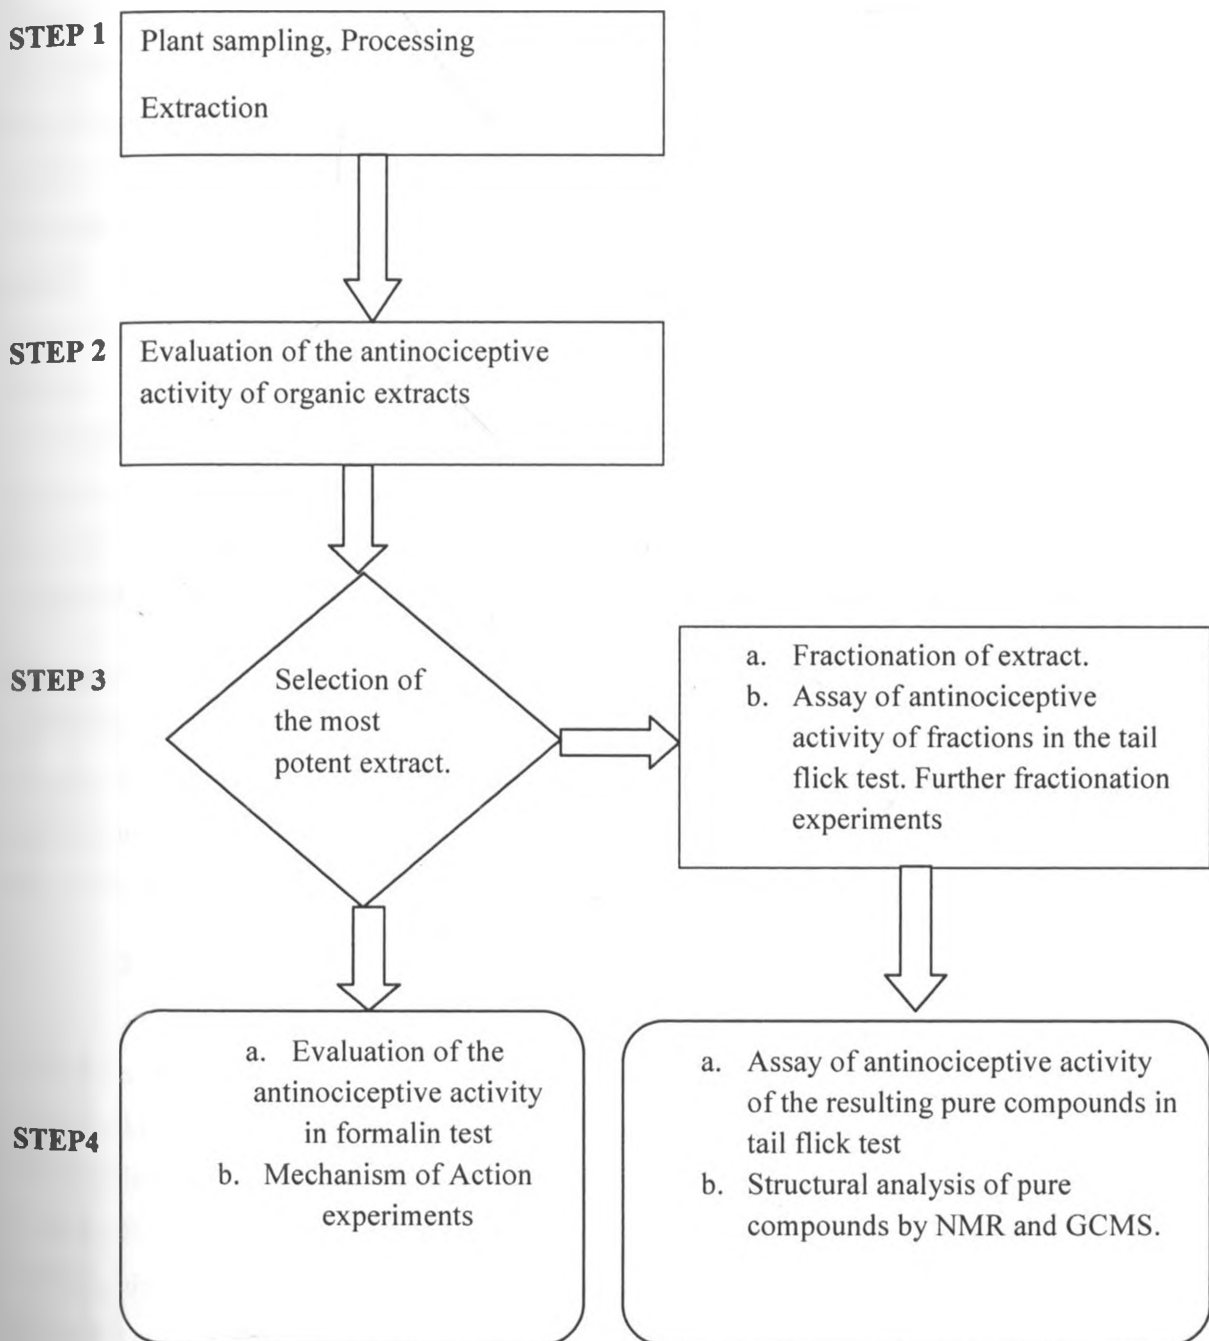 STEP 1
Plant sampling, Processing
Extraction
STEP 2
Evaluation of the antinociceptive
activity of organic extracts
STEP 3
Selection of
the most
potent extract.
a. Fractionation of extract.
b. Assay of antinociceptive
activity of fractions in the tail
flick test. Further fractionation
experiments
STEP4
a. Evaluation of the
antinociceptive activity
in formalin test
b. Mechanism of Action
experiments
a. Assay of antinociceptive activity
of the resulting pure compounds in
tail flick test
b. Structural analysis of pure
compounds by NMR and GCMS.